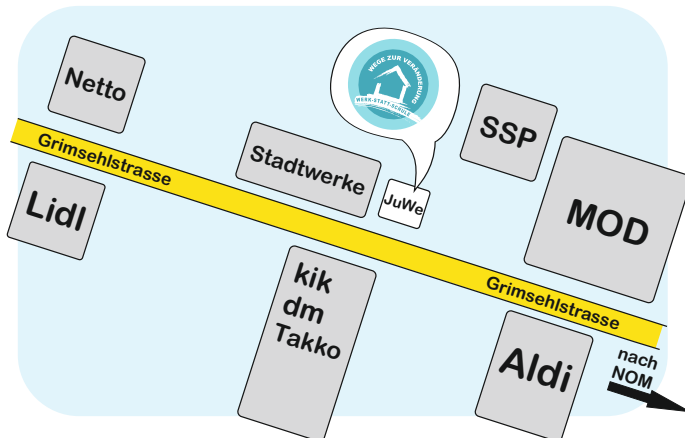 Netto
Grimsehlstrasse
Lidl
Stadtwerke
WEGE ZUR VERÄNDERUNG
WERK-STATT-SCHULE
JuWe
SSP
MOD
kik
dm
Takko
Grimsehlstrasse
Aldi
nach
NOM